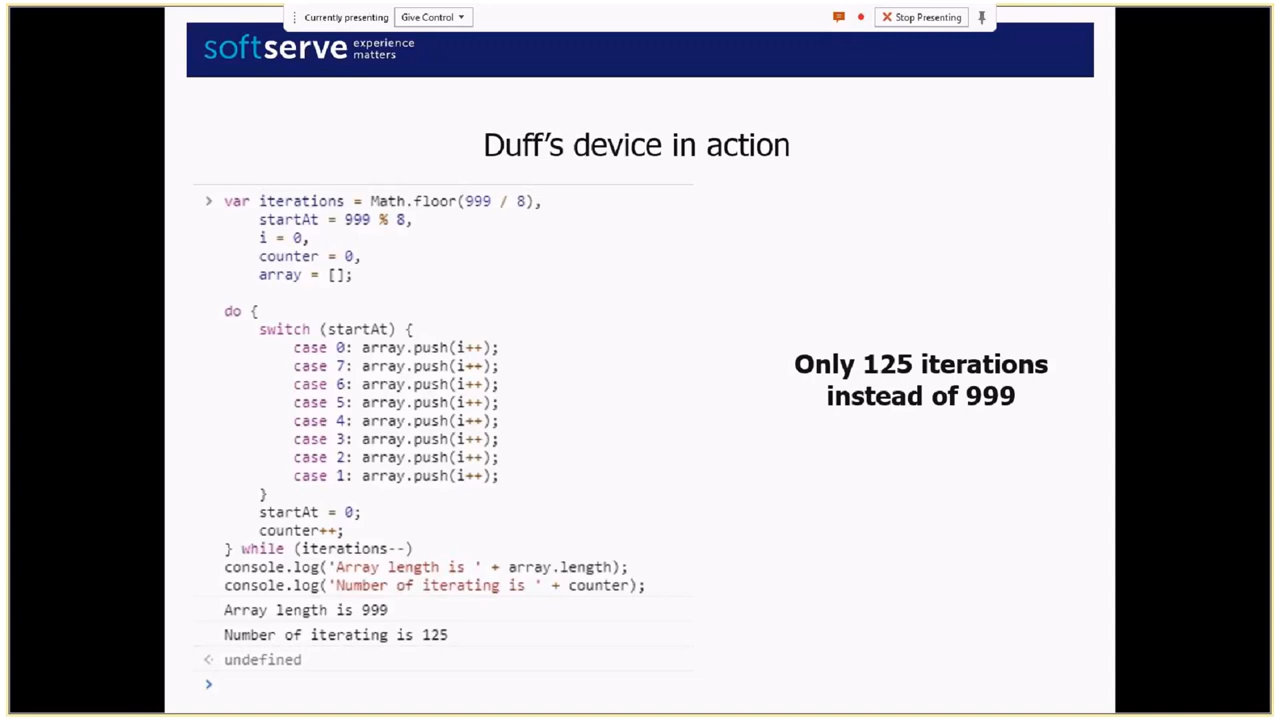 Currently presenting Give Control Stop Presenting
softserve experience matters
Duff's device in action
> var iterations = Math.floor(999 / 8),
startAt = 999 % 8,
i = 0,
counter = 0,
array = [];
do {
switch (startAt) {
case 0: array.push(i++);
case 7: array.push(i++);
case 6: array.push(i++);
case 5: array.push(i++);
case 4: array.push(i++);
case 3: array.push(i++);
case 2: array.push(i++);
case 1: array.push(i++);
}
startAt = 0;
counter++;
} while (iterations--)
console.log('Array length is ' + array.length);
console.log('Number of iterating is ' + counter);
Array length is 999
Number of iterating is 125
undefined
>
Only 125 iterations
instead of 999